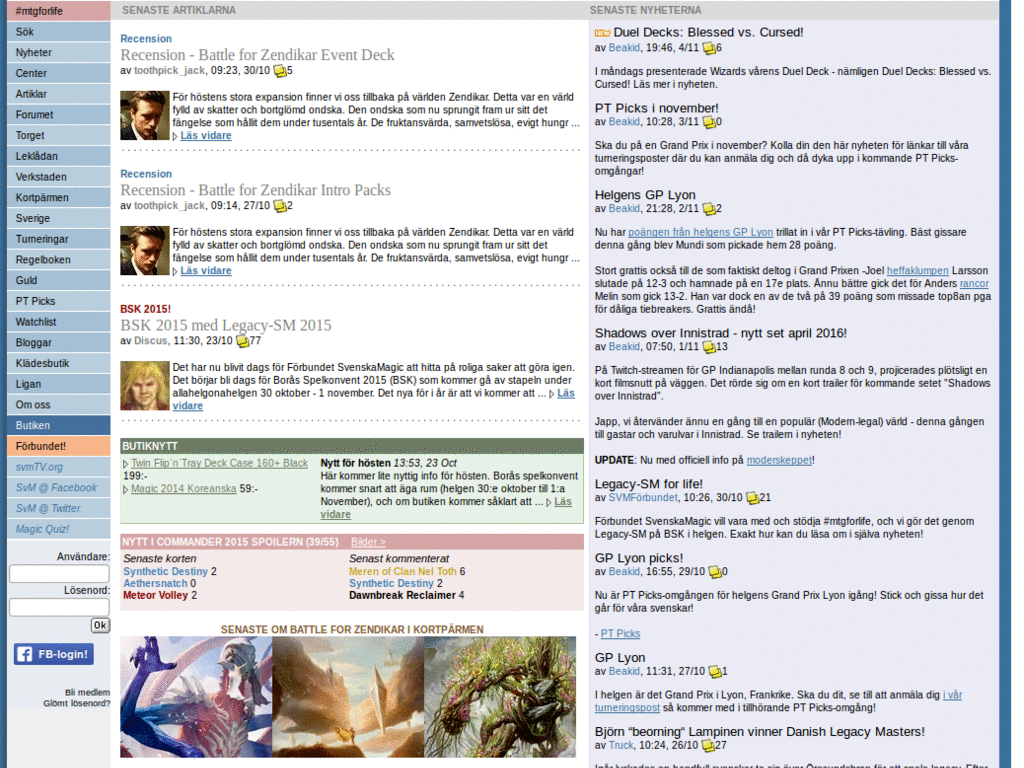 #mtgforlife
Sök
Nyheter
Center
Artiklar
Forumet
Torget
Leklådan
Verkstaden
Kortpärmen
Sverige
Turneringar
Regelboken
Guld
PT Picks
Watchlist
Bloggar
Klädesbutik
Ligan
Om oss
Butiken
Förbundet!
svmTV.org
SvM @ Facebook
SvM @ Twitter
Magic Quiz!
Användare:
Lösenord:
Ok
FB-login!
Bli medlem
Glömt lösenord?
SENASTE ARTIKLARNA
Recension
Recension - Battle for Zendikar Event Deck
av toothpick_jack, 09:23, 30/10 5
För höstens stora expansion finner vi oss tillbaka på världen Zendikar. Detta var en värld
fylld av skatter och bortglömd ondska. Den ondska som nu sprungit fram ur sitt det
fängelse som hållit dem under tusentals år. De fruktansvärda, samvetslösa, evigt hungr ...
Läs vidare
Recension
Recension - Battle for Zendikar Intro Packs
av toothpick_jack, 09:14, 27/10 2
För höstens stora expansion finner vi oss tillbaka på världen Zendikar. Detta var en värld
fylld av skatter och bortglömd ondska. Den ondska som nu sprungit fram ur sitt det
fängelse som hållit dem under tusentals år. De fruktansvärda, samvetslösa, evigt hungr ...
Läs vidare
BSK 2015!
BSK 2015 med Legacy-SM 2015
av Discus, 11:30, 23/10 77
Det har nu blivit dags för Förbundet SvenskaMagic att hitta på roliga saker att göra igen.
Det börjar bli dags för Borås Spelkonvent 2015 (BSK) som kommer gå av stapeln under
allahelgonahelgen 30 oktober - 1 november. Det nya för i år är att vi kommer att ... Läs
vidare
BUTIKNYTT
Twin Flip´n´Tray Deck Case 160+ Black
199:-
Magic 2014 Koreanska 59:-
Nytt för hösten 13:53, 23 Oct
Här kommer lite nyttig info för hösten. Borås spelkonvent
kommer snart att äga rum (helgen 30:e oktober till 1:a
November), och om butiken kommer såklart att ... Läs
vidare
NYTT I COMMANDER 2015 SPOILERN (39/55) Bilder >
Senaste korten
Synthetic Destiny 2
Aethersnatch 0
Meteor Volley 2
Senast kommenterat
Meren of Clan Nel Toth 6
Synthetic Destiny 2
Dawnbreak Reclaimer 4
SENASTE OM BATTLE FOR ZENDIKAR I KORTPÄRMEN
SENASTE NYHETERNA
NEW Duel Decks: Blessed vs. Cursed!
av Beakid, 19:46, 4/11 6
I måndags presenterade Wizards vårens Duel Deck - nämligen Duel Decks: Blessed vs.
Cursed! Läs mer i nyheten.
PT Picks i november!
av Beakid, 10:28, 3/11 0
Ska du på en Grand Prix i november? Kolla din den här nyheten för länkar till våra
turneringsposter där du kan anmäla dig och då dyka upp i kommande PT Picks-
omgångar!
Helgens GP Lyon
av Beakid, 21:28, 2/11 2
Nu har poängen från helgens GP Lyon trillat in i vår PT Picks-tävling. Bäst gissare
denna gång blev Mundi som pickade hem 28 poäng.
Stort grattis också till de som faktiskt deltog i Grand Prixen -Joel heffaklumpen Larsson
slutade på 12-3 och hamnade på en 17e plats. Ännu bättre gick det för Anders rancor
Melin som gick 13-2. Han var dock en av de två på 39 poäng som missade top8an pga
för dåliga tiebreakers. Grattis ändå!
Shadows over Innistrad - nytt set april 2016!
av Beakid, 07:50, 1/11 13
På Twitch-streamen för GP Indianapolis mellan runda 8 och 9, projicerades plötsligt en
kort filmsnutt på väggen. Det rörde sig om en kort trailer för kommande setet "Shadows
over Innistrad".
Japp, vi återvänder ännu en gång till en populär (Modern-legal) värld - denna gången
till gastar och varulvar i Innistrad. Se trailern i nyheten!
UPDATE: Nu med officiell info på moderskeppet!
Legacy-SM for life!
av SVMFörbundet, 10:26, 30/10 21
Förbundet SvenskaMagic vill vara med och stödja #mtgforlife, och vi gör det genom
Legacy-SM på BSK i helgen. Exakt hur kan du läsa om i själva nyheten!
GP Lyon picks!
av Beakid, 16:55, 29/10 0
Nu är PT Picks-omgången för helgens Grand Prix Lyon igång! Stick och gissa hur det
går för våra svenskar!
- PT Picks
GP Lyon
av Beakid, 11:31, 27/10 1
I helgen är det Grand Prix i Lyon, Frankrike. Ska du dit, se till att anmäla dig i vår
turneringspost så kommer med i tillhörande PT Picks-omgång!
Björn “beorning“ Lampinen vinner Danish Legacy Masters!
av Truck, 10:24, 26/10 27